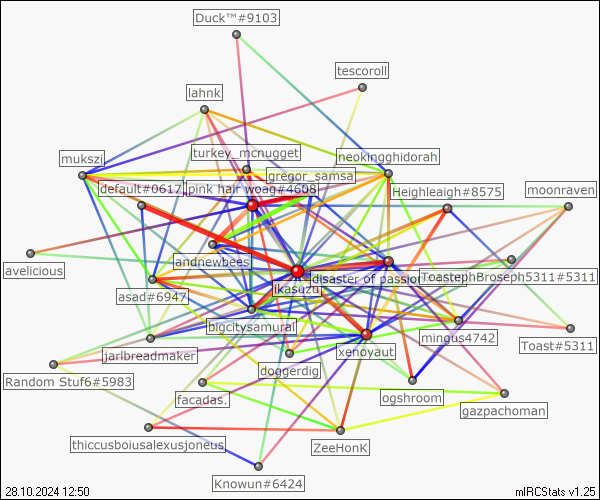 Duck™#9103
tescoroll
lahnk
turkey_mcnugget
neokingghidorah
mukszi
gregor_samsa
default#0617
pink hair woag#4608
Heighleaigh#8575
moonraven
andnewbees
avelicious
ikasuzu
disaster of passion
ToastephBroseph5311#5311
asad#6947
bigcitysamurai
mingus4742
Toast#5311
jarlbreadmaker
xenoyaut
doggerdig
Random Stuf6#5983
facadas.
ogshroom
gazpachoman
thiccusboiusalexusjoneus
ZeeHonK
Knowun#6424
28.10.2024 12:50
mIRCStats v1.25